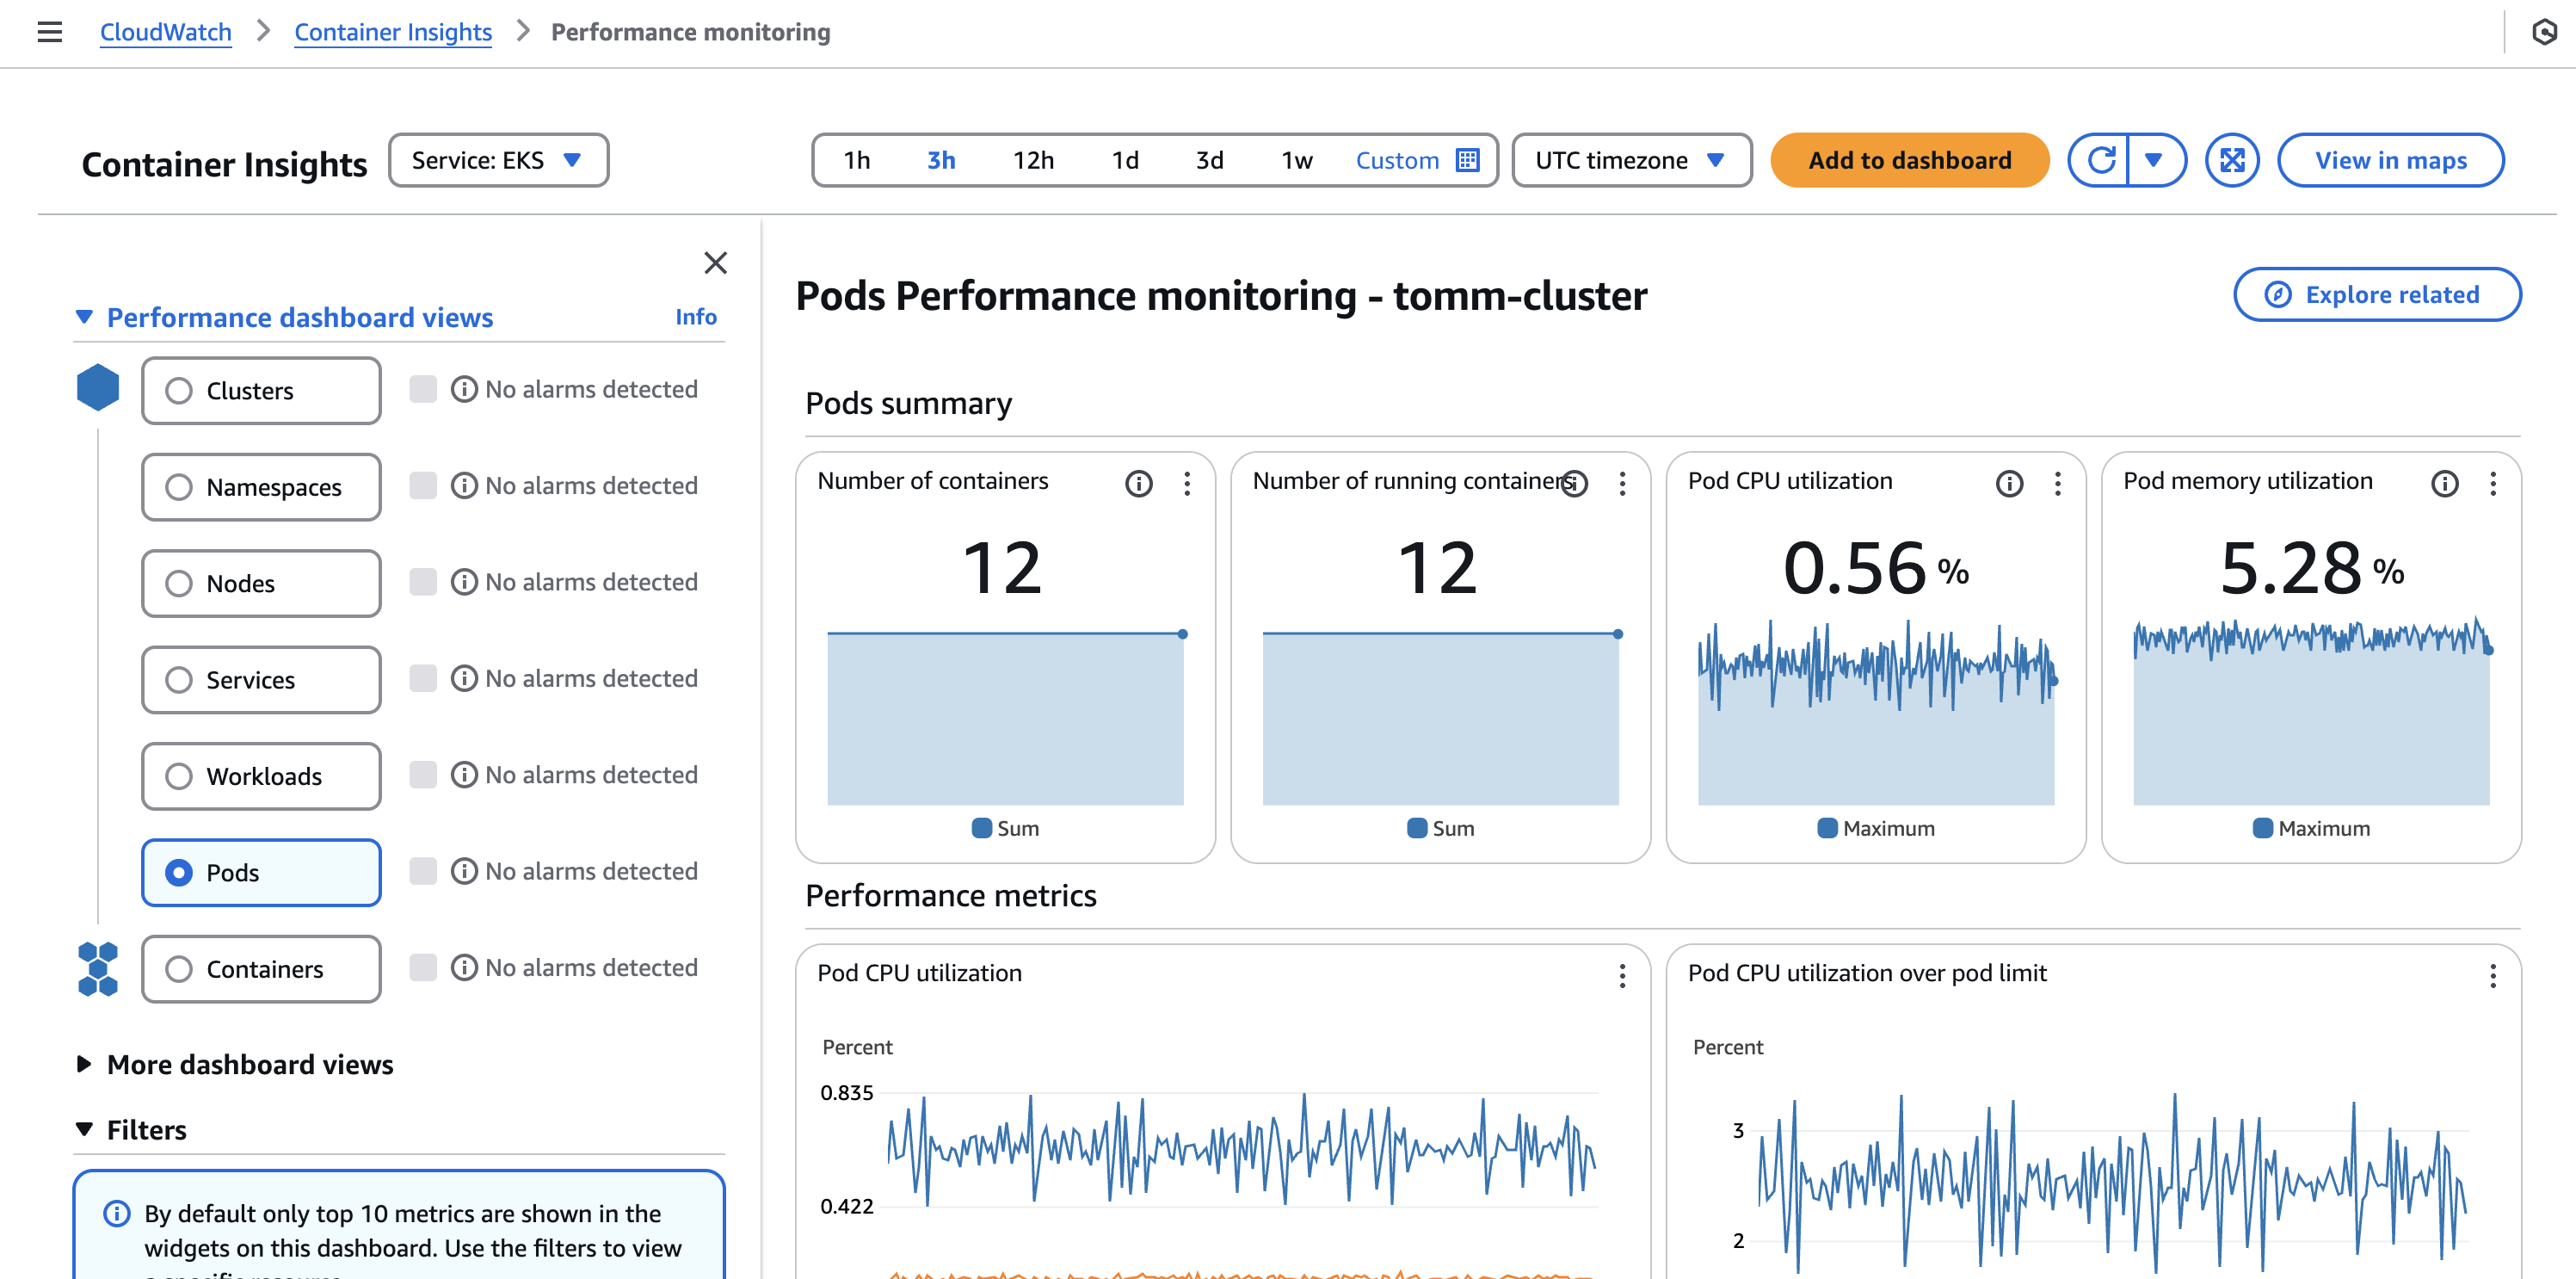 CloudWatch > Container Insights > Performance monitoring
Container Insights
Service: EKS
1h 3h 12h 1d 3d 1w Custom
UTC timezone
Add to dashboard
View in maps
Performance dashboard views
Info
Clusters
No alarms detected
Namespaces
No alarms detected
Nodes
No alarms detected
Services
No alarms detected
Workloads
No alarms detected
Pods
No alarms detected
Containers
No alarms detected
More dashboard views
Filters
By default only top 10 metrics are shown in the
widgets on this dashboard. Use the filters to view
a specific resource.
Pods Performance monitoring - tomm-cluster
Explore related
Pods summary
Number of containers
12
Sum
Number of running containers
12
Sum
Pod CPU utilization
0.56 %
Maximum
Pod memory utilization
5.28 %
Maximum
Performance metrics
Pod CPU utilization
Percent
0.835
0.422
Pod CPU utilization over pod limit
Percent
3
2